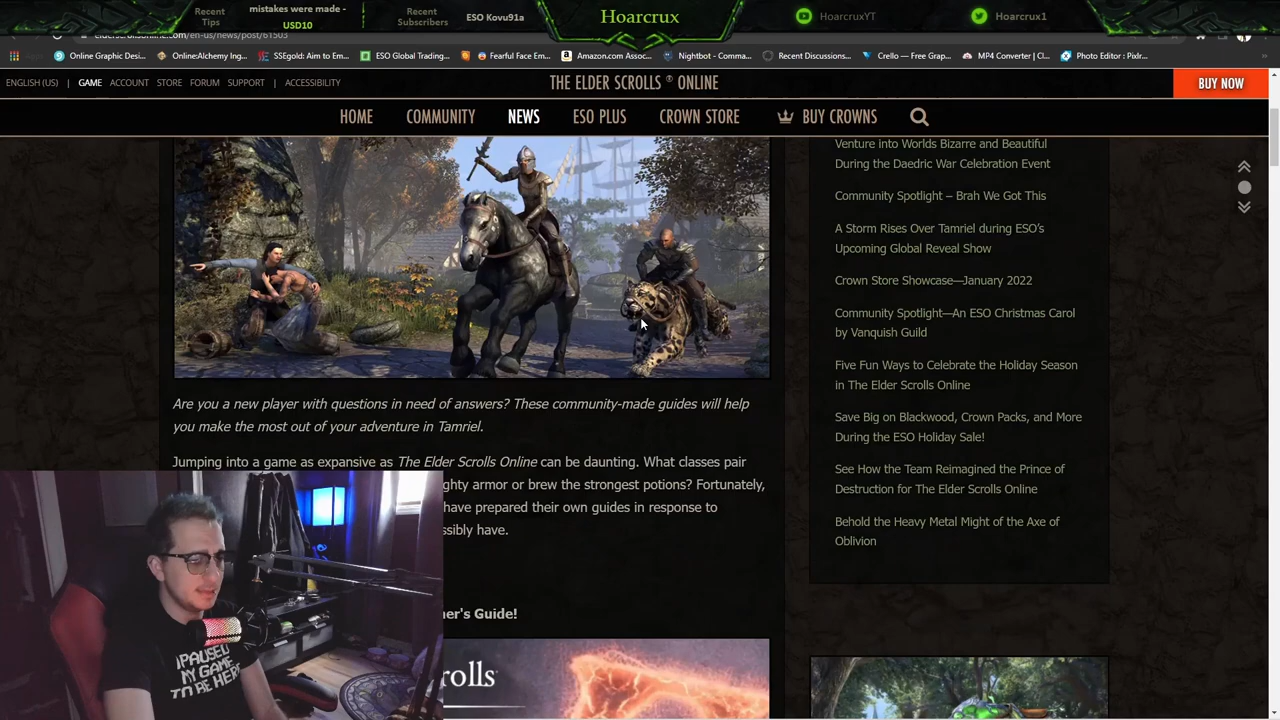 Recent
Tips
mistakes were made -
USD10
Recent
Subscribers
ESO Kovu91a
Hoarcrux
HoarcruxYT
Hoarcrux1
elderscrollsonline.com/en-us/news/post/61503
Online Graphic Desi...
OnlineAlchemy Ing...
SSEgold: Aim to Em...
ESO Global Trading...
Fearful Face Em...
Amazon.com Assoc...
Nightbot - Comma...
Recent Discussions...
Crello — Free Grap...
MP4 Converter | Cl...
Photo Editor : Pixlr...
ENGLISH (US) | GAME ACCOUNT STORE FORUM SUPPORT | ACCESSIBILITY
THE ELDER SCROLLS ® ONLINE
BUY NOW
HOME COMMUNITY NEWS ESO PLUS CROWN STORE BUY CROWNS
Are you a new player with questions in need of answers? These community-made guides will help
you make the most out of your adventure in Tamriel.
Jumping into a game as expansive as The Elder Scrolls Online can be daunting. What classes pair
ghty armor or brew the strongest potions? Fortunately,
have prepared their own guides in response to
ssibly have.
ner's Guide!
rolls
Venture into Worlds Bizarre and Beautiful
During the Daedric War Celebration Event
Community Spotlight – Brah We Got This
A Storm Rises Over Tamriel during ESO's
Upcoming Global Reveal Show
Crown Store Showcase—January 2022
Community Spotlight—An ESO Christmas Carol
by Vanquish Guild
Five Fun Ways to Celebrate the Holiday Season
in The Elder Scrolls Online
Save Big on Blackwood, Crown Packs, and More
During the ESO Holiday Sale!
See How the Team Reimagined the Prince of
Destruction for The Elder Scrolls Online
Behold the Heavy Metal Might of the Axe of
Oblivion
I PAUSED
MY GAME
TO BE HERE